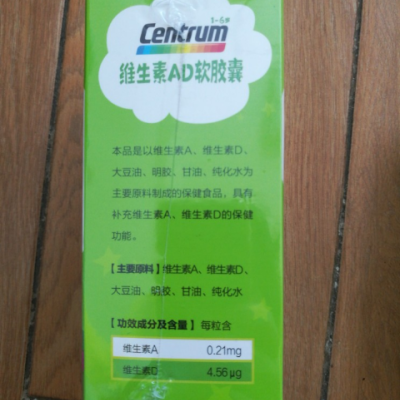 1-6岁
Centrum
维生素AD软胶囊
本品是以维生素A、维生素D、
大豆油、明胶、甘油、纯化水为
主要原料制成的保健食品，具有
补充维生素A、维生素D的保健
功能。
【主要原料】维生素A、维生素D、
大豆油、明胶、甘油、纯化水
【功效成分及含量】每粒含
维生素A 0.21mg
维生素D 4.56μg